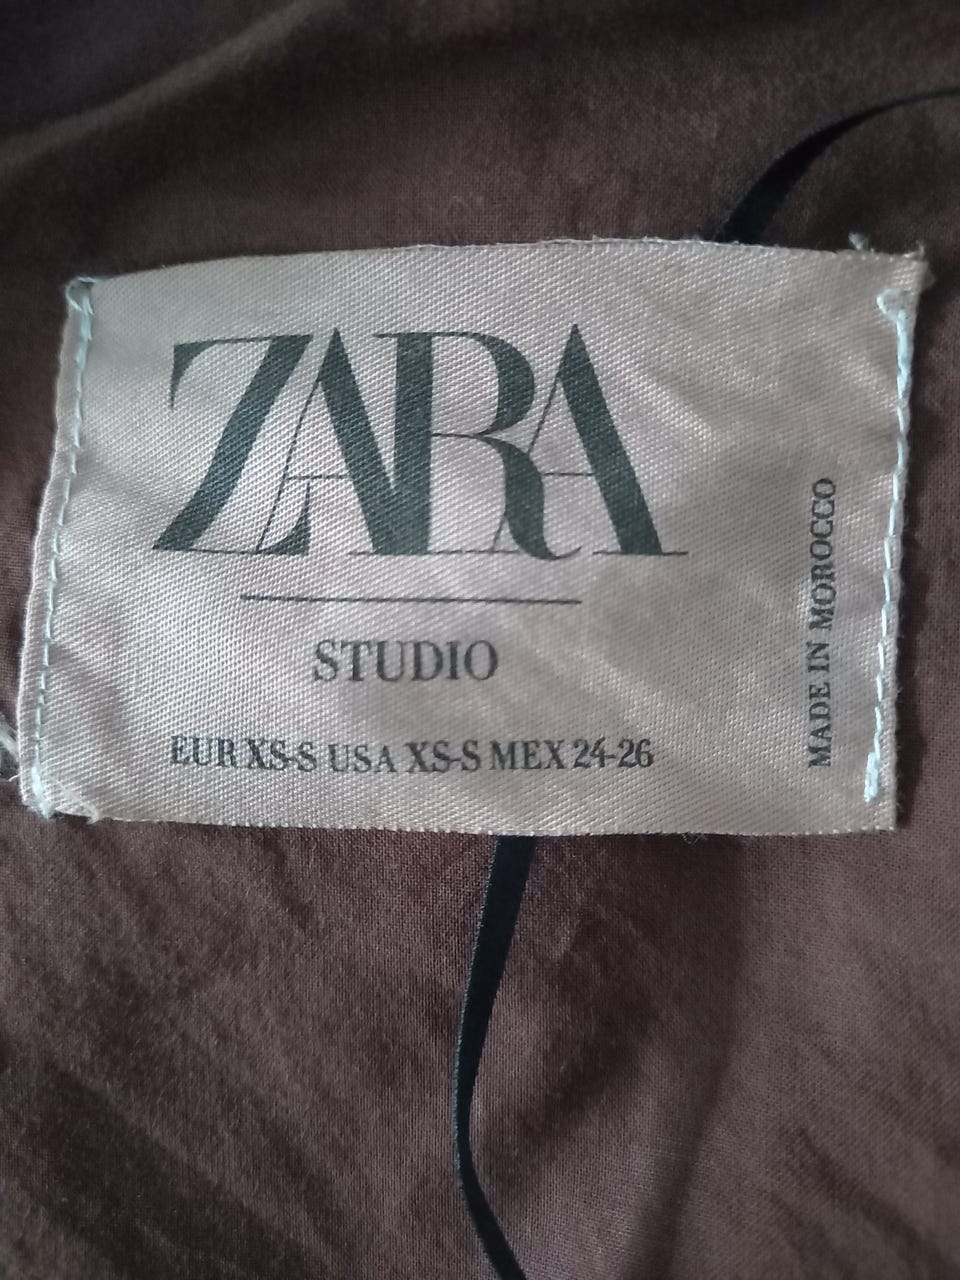 ZARA
STUDIO
EUR XS-S USA XS-S MEX 24-26
MADE IN MOROCCO